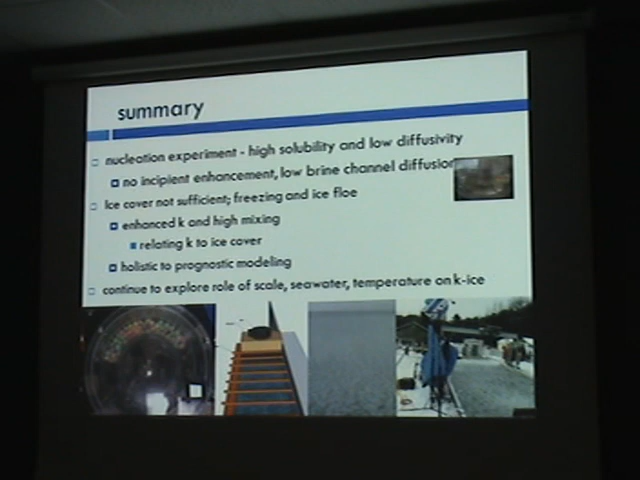 summary
nucleation experiment - high solubility and low diffusivity
no incipient enhancement, low brine channel diffusion
Ice cover not sufficient; freezing and ice floe
enhanced k and high mixing
relating k to ice cover
holistic to prognostic modeling
continue to explore role of scale, seawater, temperature on k-ice